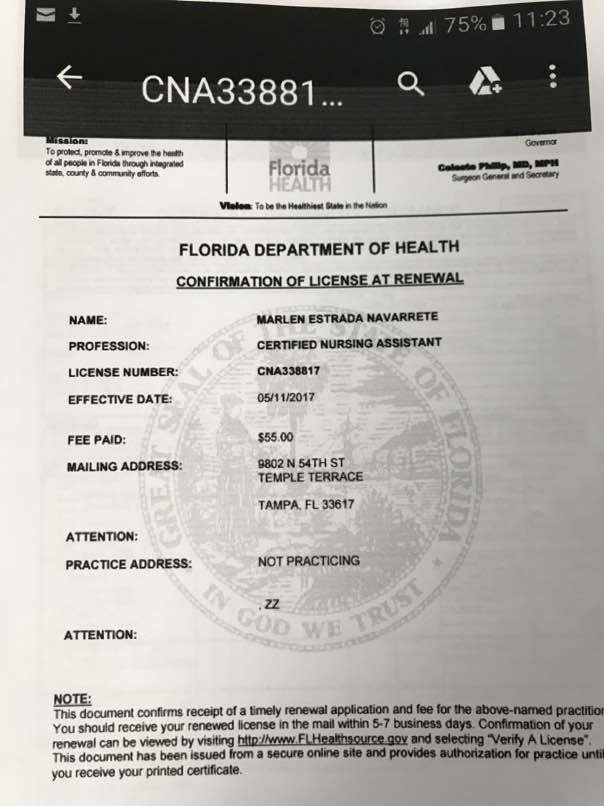 75% 11:23
CNA33881...
Mission:
To protect, promote & improve the health
of all people in Florida through integrated
state, county & community efforts.
Florida
HEALTH
Governor
Celeste Philip, MD, MPH
Surgeon General and Secretary
Vision: To be the Healthiest State in the Nation
FLORIDA DEPARTMENT OF HEALTH
CONFIRMATION OF LICENSE AT RENEWAL
NAME: MARLEN ESTRADA NAVARRETE
PROFESSION: CERTIFIED NURSING ASSISTANT
LICENSE NUMBER: CNA338817
EFFECTIVE DATE: 05/11/2017
FEE PAID: $55.00
MAILING ADDRESS: 9802 N 54TH ST
TEMPLE TERRACE
TAMPA, FL 33617
ATTENTION:
PRACTICE ADDRESS: NOT PRACTICING
, ZZ
ATTENTION:
GREAT SEAL OF THE STATE OF FLORIDA
IN GOD WE TRUST
NOTE:
This document confirms receipt of a timely renewal application and fee for the above-named practition
You should receive your renewed license in the mail within 5-7 business days. Confirmation of your
renewal can be viewed by visiting http://www.FLHealthsource.gov and selecting "Verify A License".
This document has been issued from a secure online site and provides authorization for practice until
you receive your printed certificate.